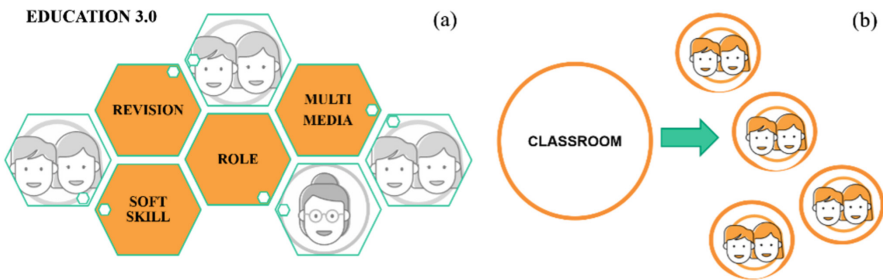 EDUCATION 3.0
(a)
REVISION
MULTI
MEDIA
ROLE
SOFT
SKILL
(b)
CLASSROOM